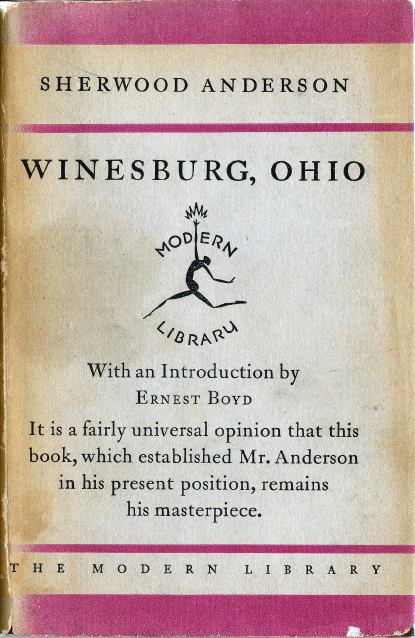 SHERWOOD ANDERSON
WINESBURG, OHIO
MODERN
LIBRARY
With an Introduction by
ERNEST BOYD
It is a fairly universal opinion that this
book, which established Mr. Anderson
in his present position, remains
his masterpiece.
THE MODERN LIBRARY